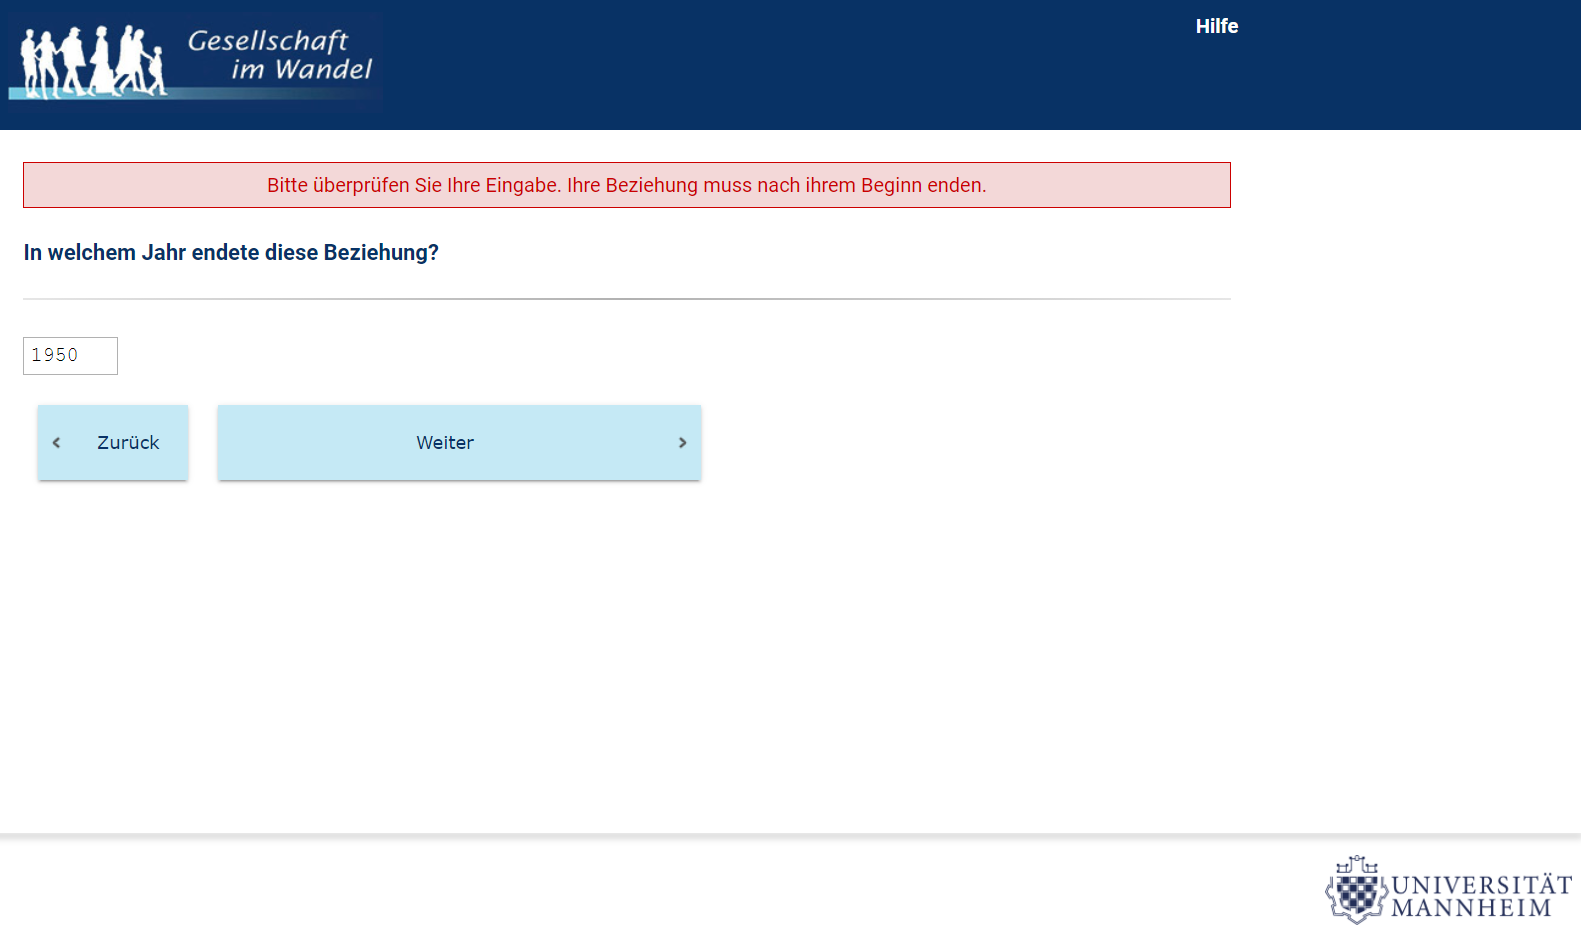 Gesellschaft
im Wandel
Hilfe
Bitte überprüfen Sie Ihre Eingabe. Ihre Beziehung muss nach ihrem Beginn enden.
In welchem Jahr endete diese Beziehung?
1950
Zurück
Weiter
UNIVERSITÄT
MANNHEIM